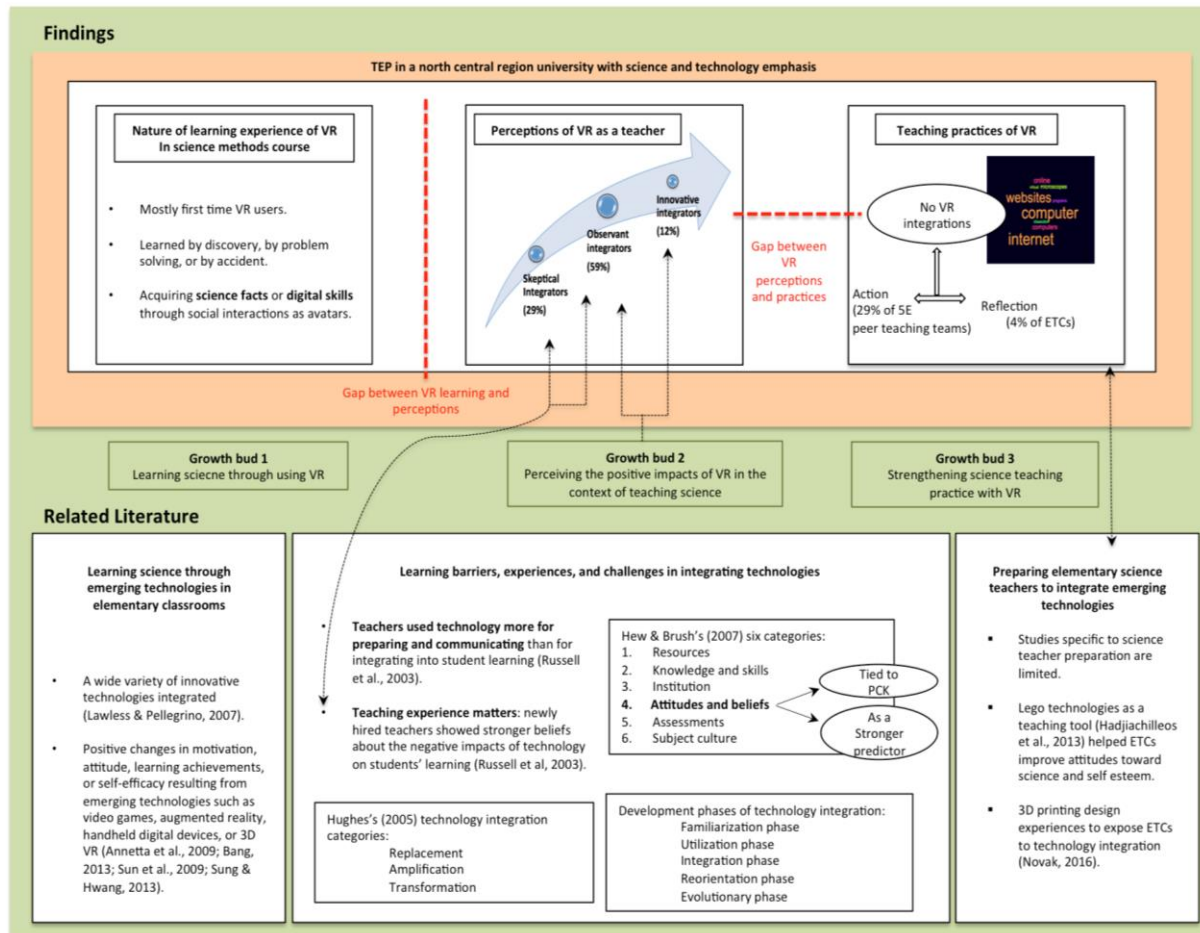 Findings
TEP in a north central region university with science and technology emphasis
Nature of learning experience of VR
In science methods course
• Mostly first time VR users.
• Learned by discovery, by problem
solving, or by accident.
• Acquiring science facts or digital skills
through social interactions as avatars.
Gap between VR learning and
perceptions
Perceptions of VR as a teacher
Skeptical
Integrators
(29%)
Observant
integrators
(59%)
Innovative
integrators
(12%)
Gap between
VR
perceptions
and practices
Teaching practices of VR
No VR
integrations
online
microscopes
websites
computer
computers
internet
Action
(29% of 5E
peer teaching teams)
Reflection
(4% of ETCs)
Growth bud 1
Learning sciecne through using VR
Growth bud 2
Perceiving the positive impacts of VR in the
context of teaching science
Growth bud 3
Strengthening science teaching
practice with VR
Related Literature
Learning science through
emerging technologies in
elementary classrooms
• A wide variety of innovative
technologies integrated
(Lawless & Pellegrino, 2007).
• Positive changes in motivation,
attitude, learning achievements,
or self-efficacy resulting from
emerging technologies such as
video games, augmented reality,
handheld digital devices, or 3D
VR (Annetta et al., 2009; Bang,
2013; Sun et al., 2009; Sung &
Hwang, 2013).
Learning barriers, experiences, and challenges in integrating technologies
• Teachers used technology more for
preparing and communicating than for
integrating into student learning (Russell
et al., 2003).
• Teaching experience matters: newly
hired teachers showed stronger beliefs
about the negative impacts of technology
on students' learning (Russell et al, 2003).
Hew & Brush's (2007) six categories:
1. Resources
2. Knowledge and skills
3. Institution
4. Attitudes and beliefs
5. Assessments
6. Subject culture
Tied to
PCK
As a
Stronger
predictor
Hughes's (2005) technology integration
categories:
Replacement
Amplification
Transformation
Development phases of technology integration:
Familiarization phase
Utilization phase
Integration phase
Reorientation phase
Evolutionary phase
Preparing elementary science
teachers to integrate emerging
technologies
▪ Studies specific to science
teacher preparation are
limited.
▪ Lego technologies as a
teaching tool (Hadjiachilleos
et al., 2013) helped ETCs
improve attitudes toward
science and self esteem.
▪ 3D printing design
experiences to expose ETCs
to technology integration
(Novak, 2016).